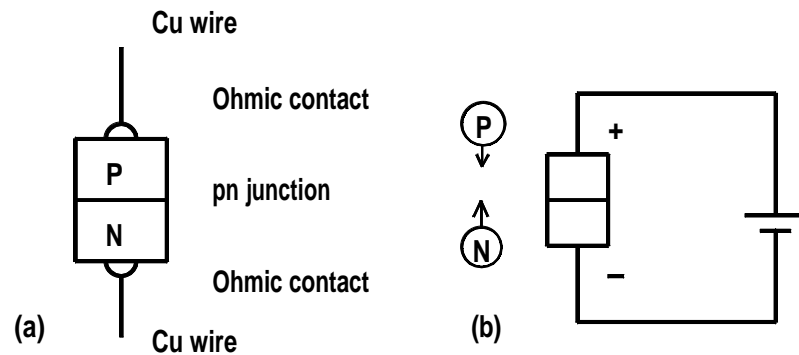 Cu wire
Ohmic contact
P
pn junction
N
Ohmic contact
(a)
Cu wire
P
+
N
–
(b)